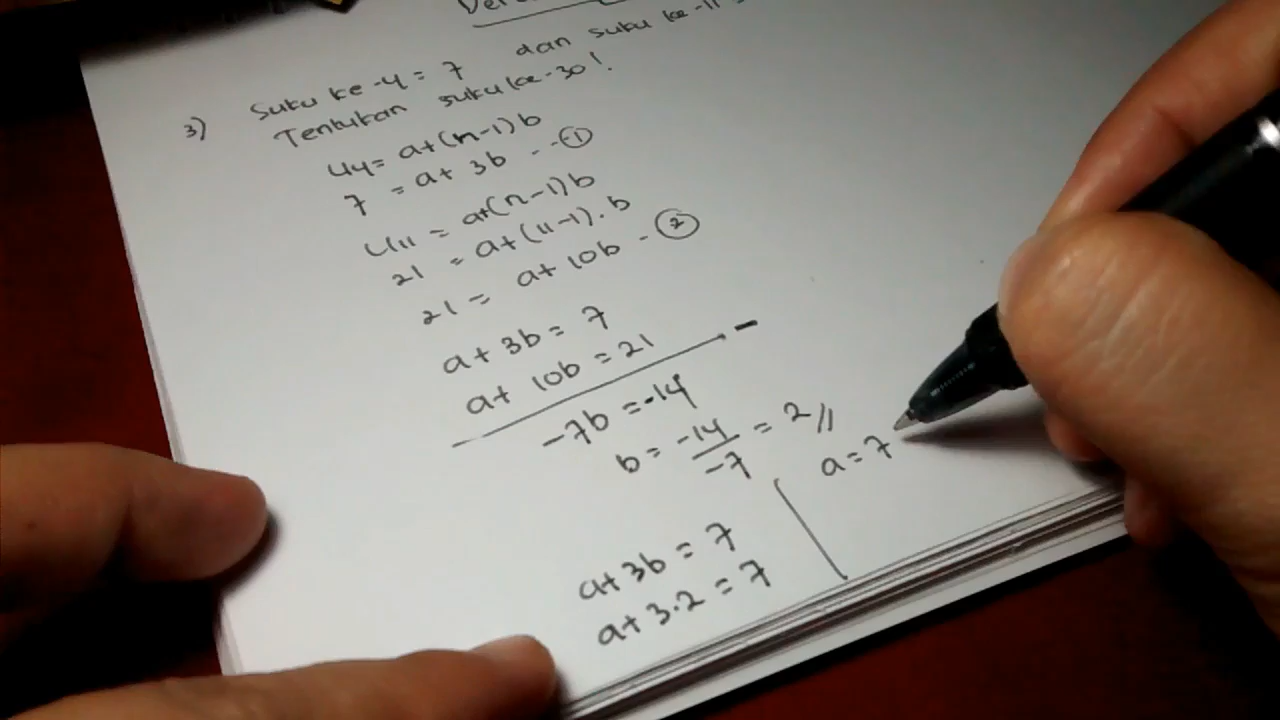 3) Suku ke-4 = 7 dan suku ke-11
Tentukan suku ke-30!
U4 = a+(n-1)b
7 = a+ 3b --①
U11 = a+(n-1)b
21 = a+(11-1).b
21 = a+ 10b - ②
a + 3b = 7
a+ 10b = 21 -
-7b = -14
b = -14/-7 = 2 //
a+3b = 7
a+ 3.2 = 7
a = 7